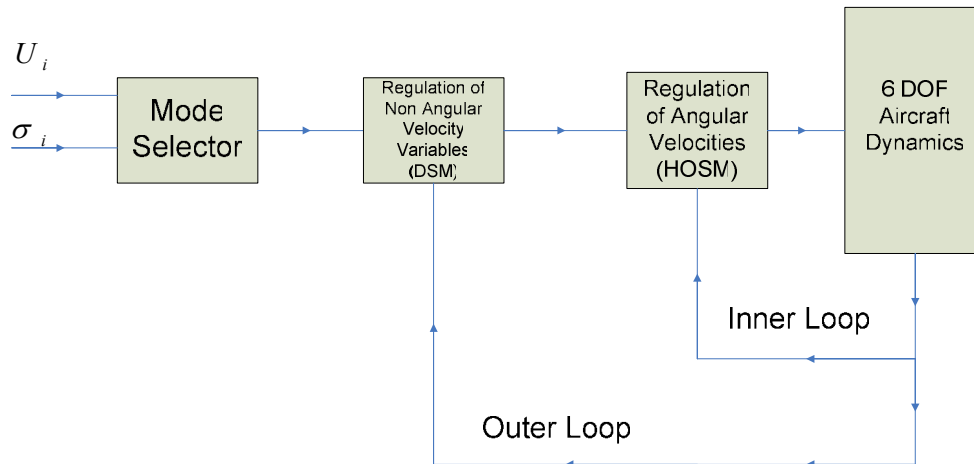 U i
σ i
Mode
Selector
Regulation of
Non Angular
Velocity
Variables
(DSM)
Regulation
of Angular
Velocities
(HOSM)
6 DOF
Aircraft
Dynamics
Inner Loop
Outer Loop